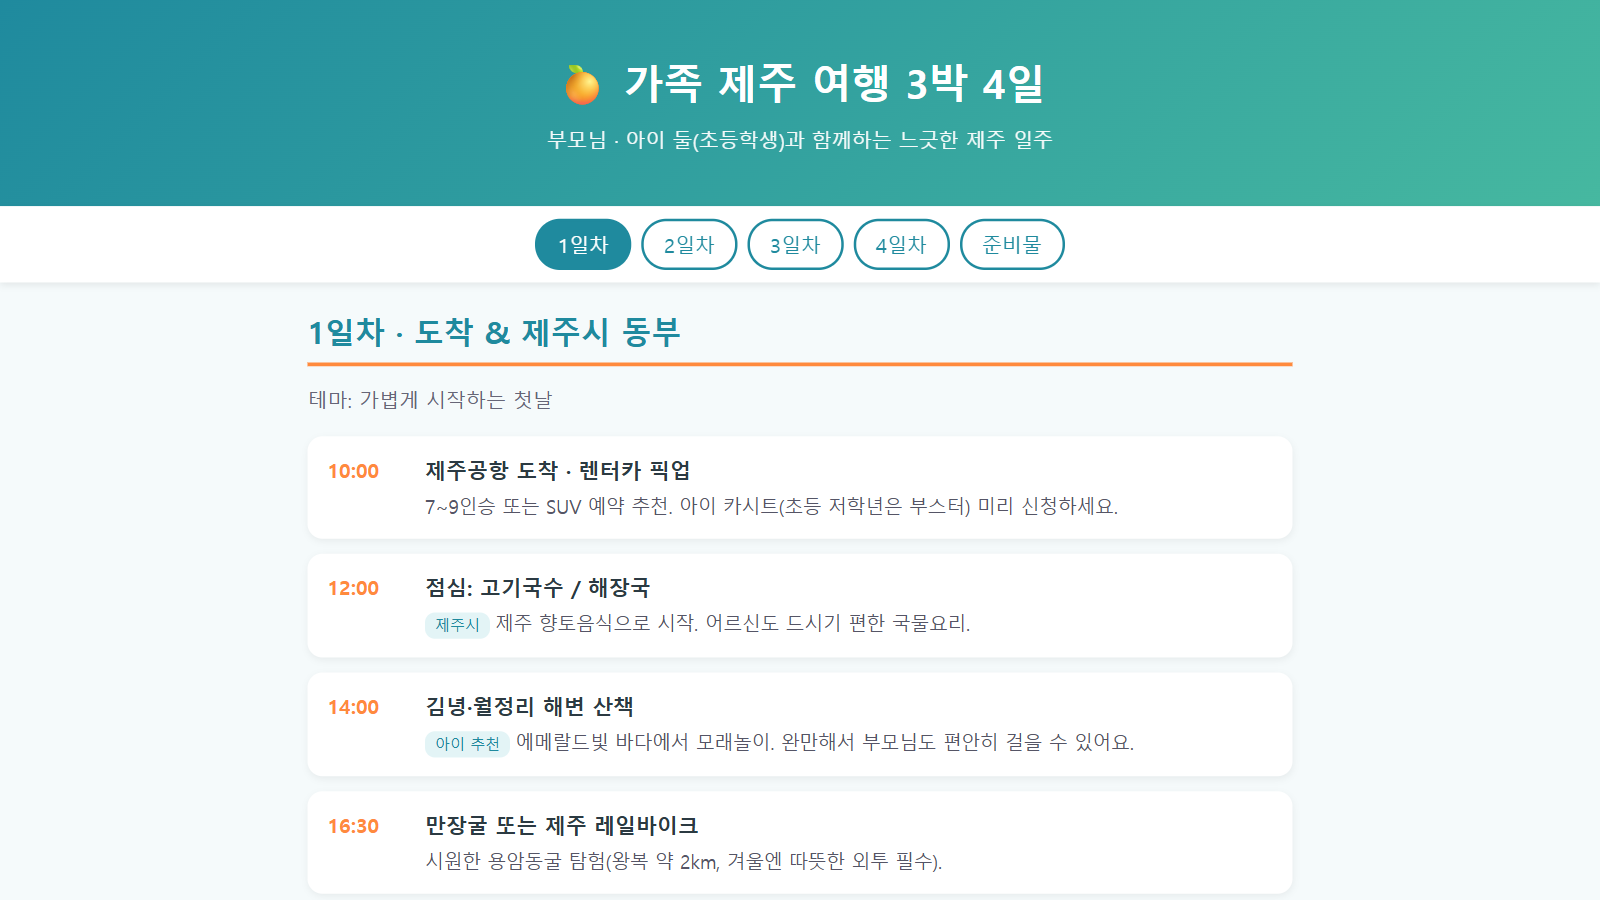 가족 제주 여행 3박 4일
부모님 · 아이 둘(초등학생)과 함께하는 느긋한 제주 일주
1일차 2일차 3일차 4일차 준비물
1일차 · 도착 & 제주시 동부
테마: 가볍게 시작하는 첫날
10:00 제주공항 도착 · 렌터카 픽업
7~9인승 또는 SUV 예약 추천. 아이 카시트(초등 저학년은 부스터) 미리 신청하세요.
12:00 점심: 고기국수 / 해장국
제주시 제주 향토음식으로 시작. 어르신도 드시기 편한 국물요리.
14:00 김녕·월정리 해변 산책
아이 추천 에메랄드빛 바다에서 모래놀이. 완만해서 부모님도 편안히 걸을 수 있어요.
16:30 만장굴 또는 제주 레일바이크
시원한 용암동굴 탐험(왕복 약 2km, 겨울엔 따뜻한 외투 필수).